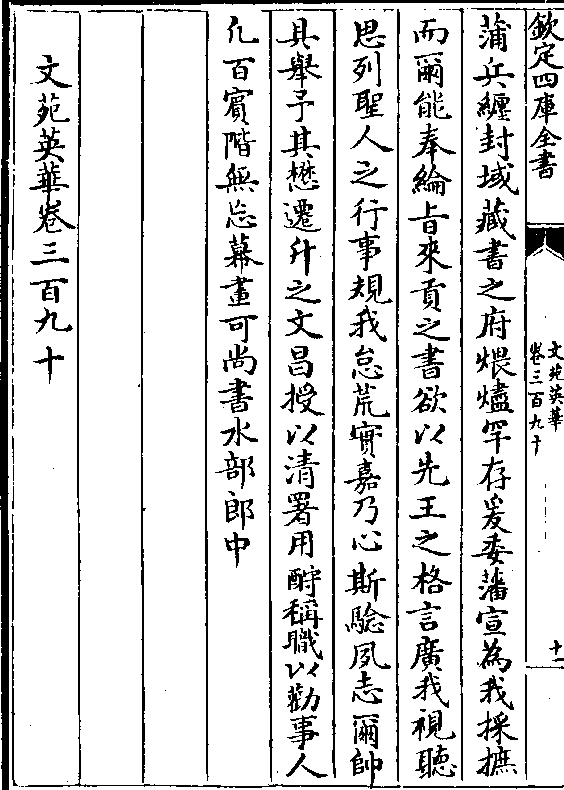 欽定四庫全書
文苑英華
卷三百九十
十一
蒲兵纏封域藏書之府煨燼罕存爰委藩宣為我採摭
而爾能奉綸旨來貢之書欲以先王之格言廣我視聽
思列聖人之行事規我怠荒實嘉乃心斯驗夙志爾帥
具舉予其懋遷升之文昌授以清署用酧稱職以勸事人
凢百賔階無忘幕畫可尚書水部郎中
文苑英華卷三百九十